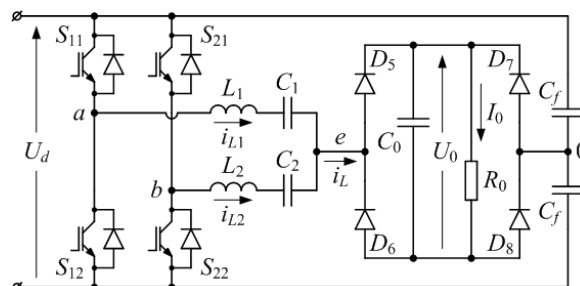 S11 S21
L1 C1 D5 D7 Cf
a iL1 e I0
Ud L2 C2 C0 U0 0
b iL iL2 R0 Cf
S12 S22 D6 D8